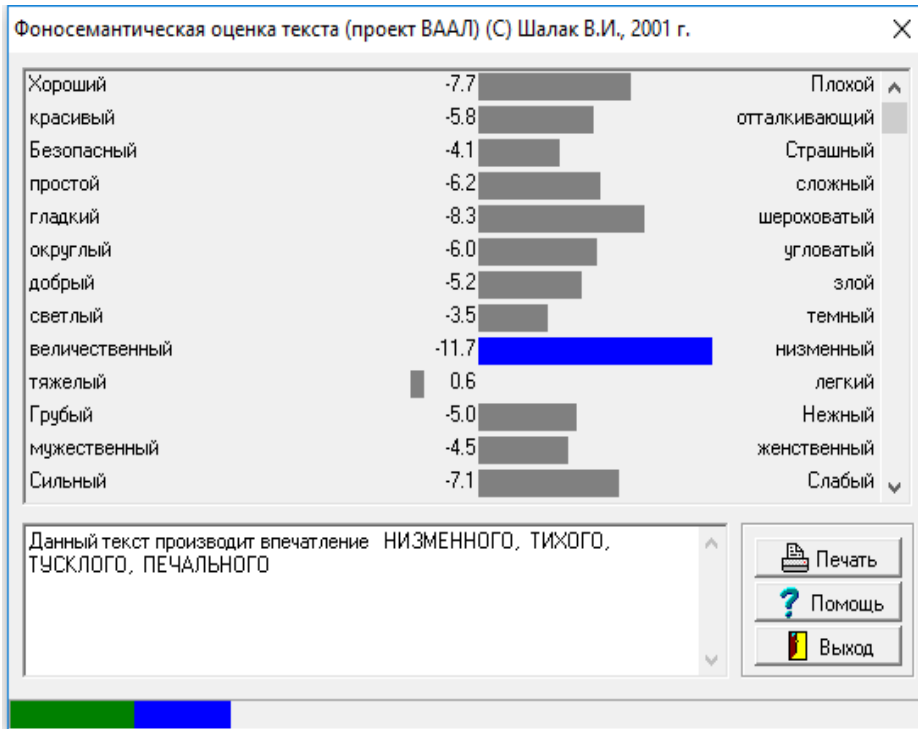 Фоносемантическая оценка текста (проект ВААЛ) (C) Шалак В.И., 2001 г.
Хороший -7.7 Плохой
красивый -5.8 отталкивающий
Безопасный -4.1 Страшный
простой -6.2 сложный
гладкий -8.3 шероховатый
округлый -6.0 угловатый
добрый -5.2 злой
светлый -3.5 темный
величественный -11.7 низменный
тяжелый 0.6 легкий
Грубый -5.0 Нежный
мужественный -4.5 женственный
Сильный -7.1 Слабый
Данный текст производит впечатление НИЗМЕННОГО, ТИХОГО,
ТУСКЛОГО, ПЕЧАЛЬНОГО
Печать
Помощь
Выход